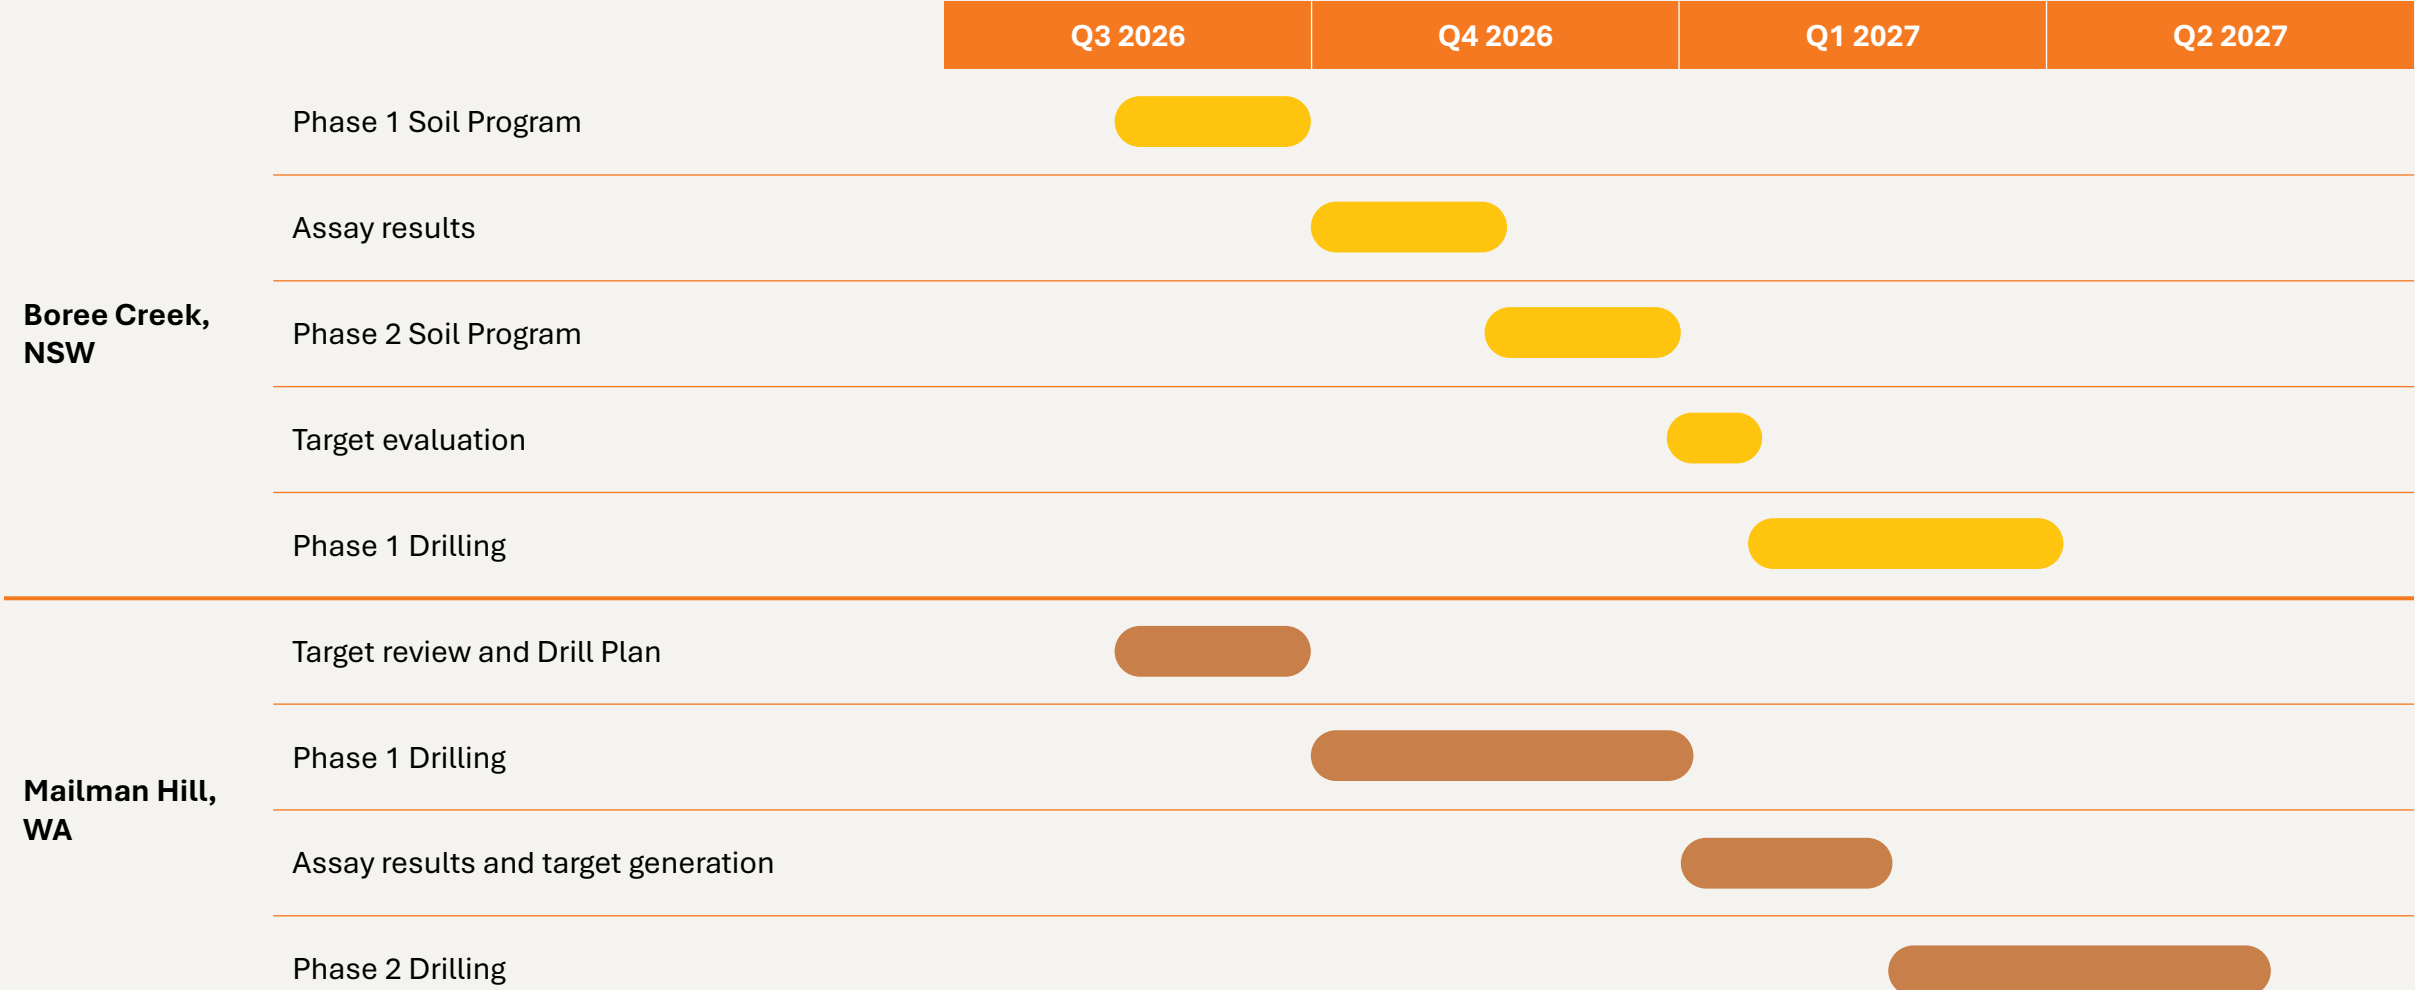 Q3 2026 Q4 2026 Q1 2027 Q2 2027
Boree Creek,
NSW
Phase 1 Soil Program
Assay results
Phase 2 Soil Program
Target evaluation
Phase 1 Drilling
Mailman Hill,
WA
Target review and Drill Plan
Phase 1 Drilling
Assay results and target generation
Phase 2 Drilling